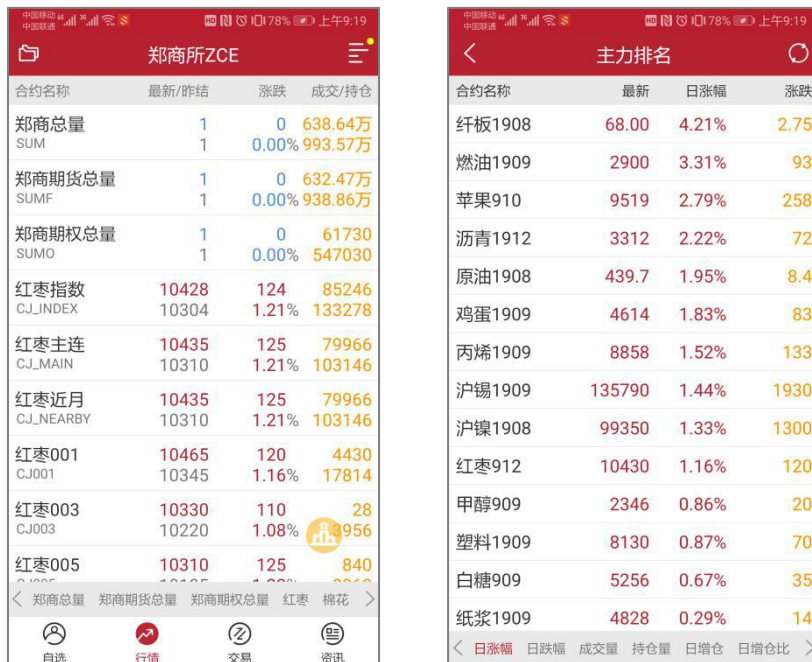 中国移动 46 36 HD 78% 上午9:19
中国联通
郑商所ZCE
合约名称 最新/昨结 涨跌 成交/持仓
郑商总量 1 0 638.64万
SUM 1 0.00% 993.57万
郑商期货总量 1 0 632.47万
SUMF 1 0.00% 938.86万
郑商期权总量 1 0 61730
SUMO 1 0.00% 547030
红枣指数 10428 124 85246
CJ_INDEX 10304 1.21% 133278
红枣主连 10435 125 79966
CJ_MAIN 10310 1.21% 103146
红枣近月 10435 125 79966
CJ_NEARBY 10310 1.21% 103146
红枣001 10465 120 4430
CJ001 10345 1.16% 17814
红枣003 10330 110 28
CJ003 10220 1.08% 3956
红枣005 10310 125 840
郑商总量 郑商期货总量 郑商期权总量 红枣 棉花
自选 行情 交易 资讯
中国移动 46 36 HD 78% 上午9:19
中国联通
主力排名
合约名称 最新 日涨幅 涨跌
纤板1908 68.00 4.21% 2.75
燃油1909 2900 3.31% 93
苹果910 9519 2.79% 258
沥青1912 3312 2.22% 72
原油1908 439.7 1.95% 8.4
鸡蛋1909 4614 1.83% 83
丙烯1909 8858 1.52% 133
沪锡1909 135790 1.44% 1930
沪镍1908 99350 1.33% 1300
红枣912 10430 1.16% 120
甲醇909 2346 0.86% 20
塑料1909 8130 0.87% 70
白糖909 5256 0.67% 35
纸浆1909 4828 0.29% 14
日涨幅 日跌幅 成交量 持仓量 日增仓 日增仓比